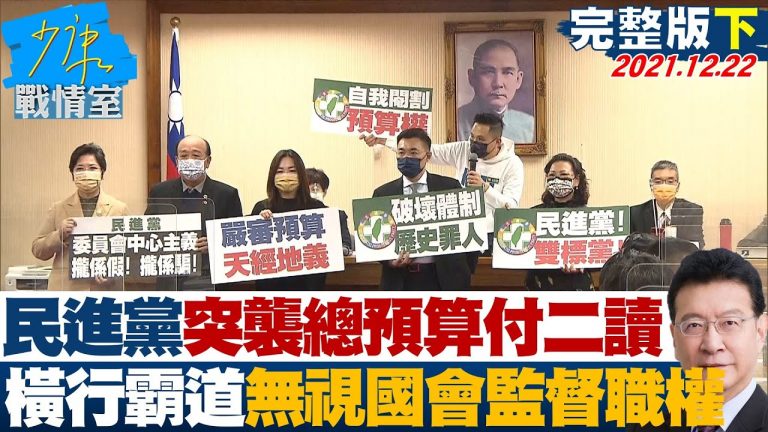 少康
戰情室
完整版下
2021.12.22
自我閹割
預算權
民進黨
委員會中心主義
攏係假！攏係騙！
嚴審預算
天經地義
破壞體制
歷史罪人
民進黨！
雙標黨！
民進黨突襲總預算付二讀
橫行霸道無視國會監督職權